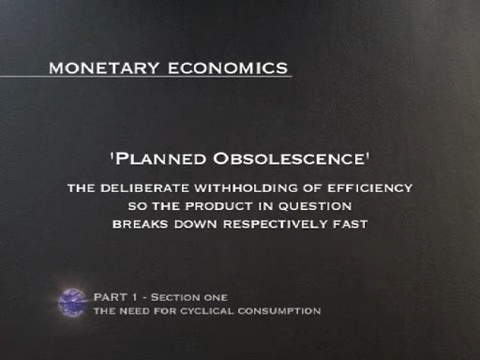 MONETARY ECONOMICS
'PLANNED OBSOLESCENCE'
THE DELIBERATE WITHHOLDING OF EFFICIENCY
SO THE PRODUCT IN QUESTION
BREAKS DOWN RESPECTIVELY FAST
PART 1 - SECTION ONE
THE NEED FOR CYCLICAL CONSUMPTION